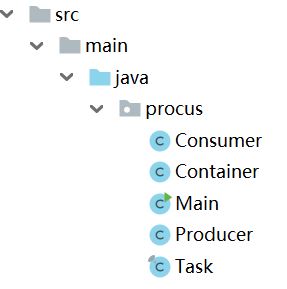 src
main
java
procus
Consumer
Container
Main
Producer
Task